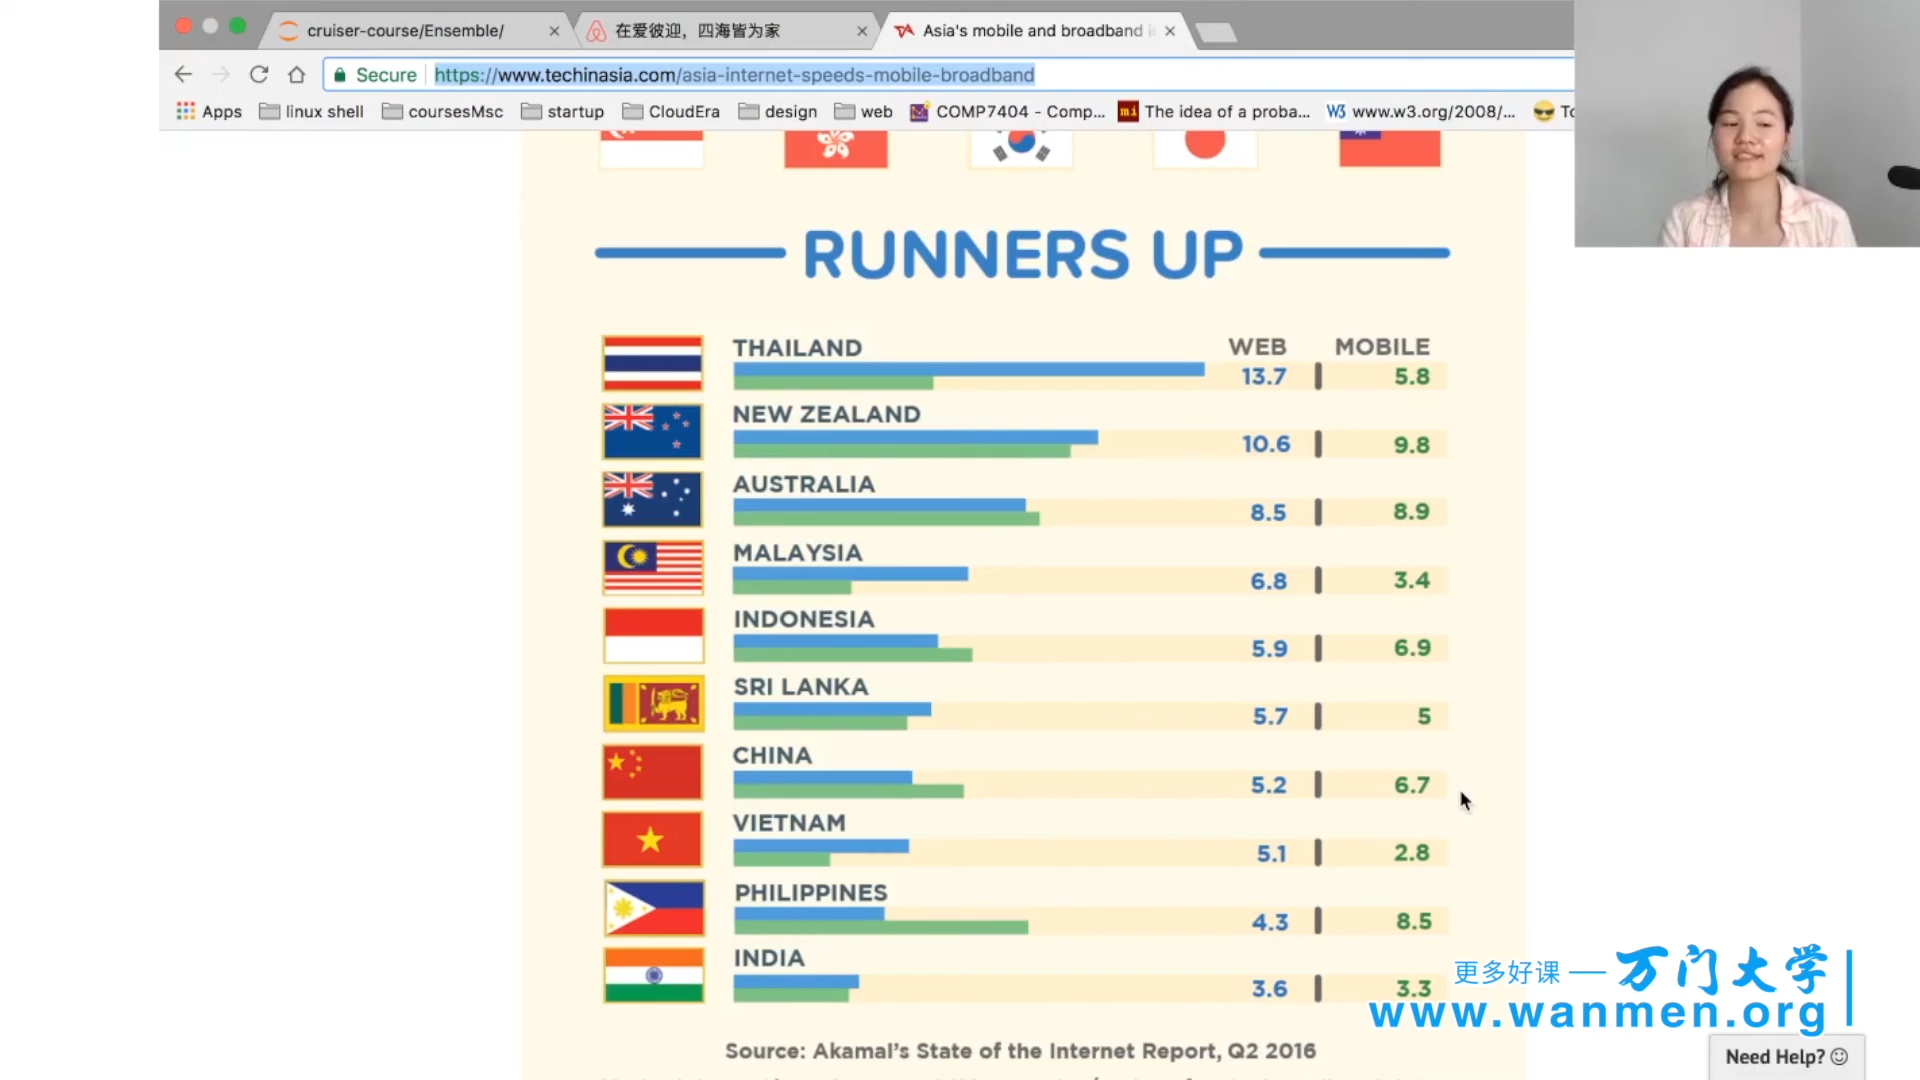 cruiser-course/Ensemble/
在爱彼迎，四海皆为家
Asia's mobile and broadband i
Secure
https://www.techinasia.com/asia-internet-speeds-mobile-broadband
Apps
linux shell
coursesMsc
startup
CloudEra
design
web
COMP7404 - Comp...
The idea of a proba...
www.w3.org/2008/...
RUNNERS UP
WEB MOBILE
THAILAND
13.7 5.8
NEW ZEALAND
10.6 9.8
AUSTRALIA
8.5 8.9
MALAYSIA
6.8 3.4
INDONESIA
5.9 6.9
SRI LANKA
5.7 5
CHINA
5.2 6.7
VIETNAM
5.1 2.8
PHILIPPINES
4.3 8.5
INDIA
3.6 3.3
更多好课 — 万门大学
www.wanmen.org
Source: Akamai's State of the Internet Report, Q2 2016
Need Help?